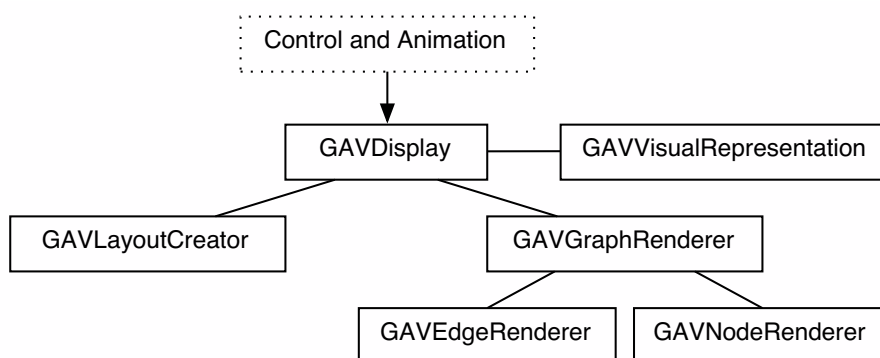 Control and Animation
GAVDisplay
GAVVisualRepresentation
GAVLayoutCreator
GAVGraphRenderer
GAVEdgeRenderer
GAVNodeRenderer